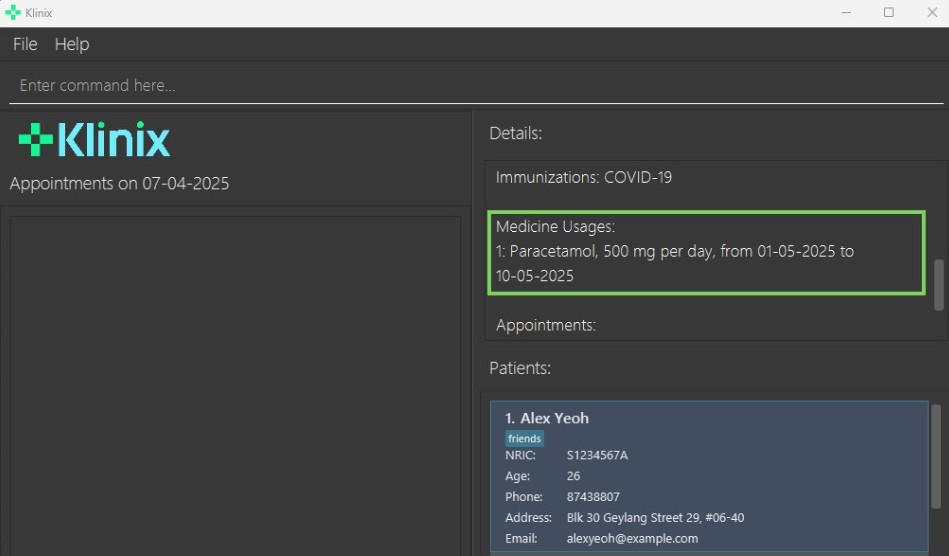 Klinix
File Help
Enter command here...
Klinix
Appointments on 07-04-2025
Details:
Immunizations: COVID-19
Medicine Usages:
1: Paracetamol, 500 mg per day, from 01-05-2025 to
10-05-2025
Appointments:
Patients:
1. Alex Yeoh
friends
NRIC: S1234567A
Age: 26
Phone: 87438807
Address: Blk 30 Geylang Street 29, #06-40
Email: alexyeoh@example.com